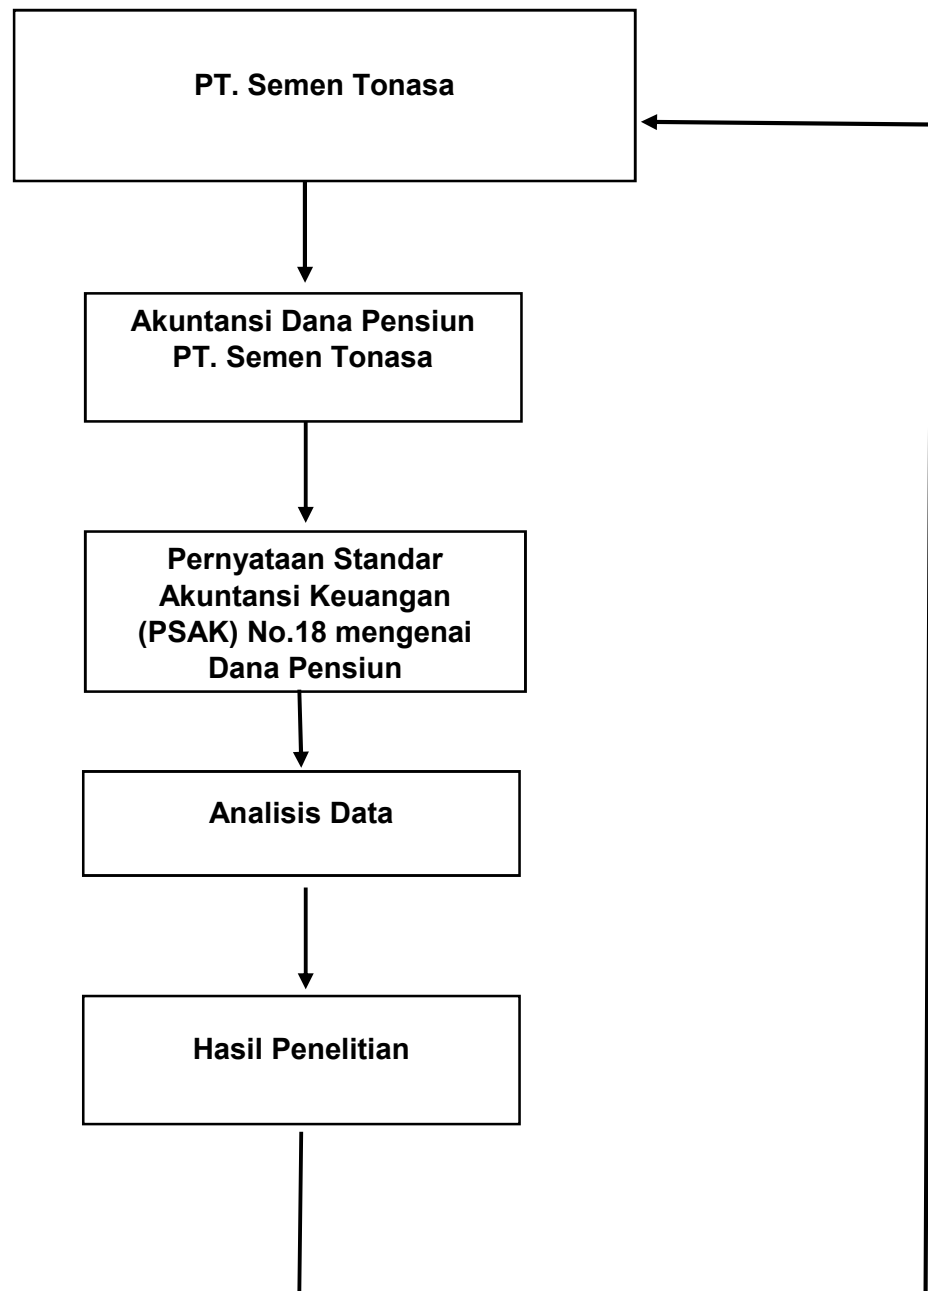 PT. Semen Tonasa
Akuntansi Dana Pensiun
PT. Semen Tonasa
Pernyataan Standar
Akuntansi Keuangan
(PSAK) No.18 mengenai
Dana Pensiun
Analisis Data
Hasil Penelitian